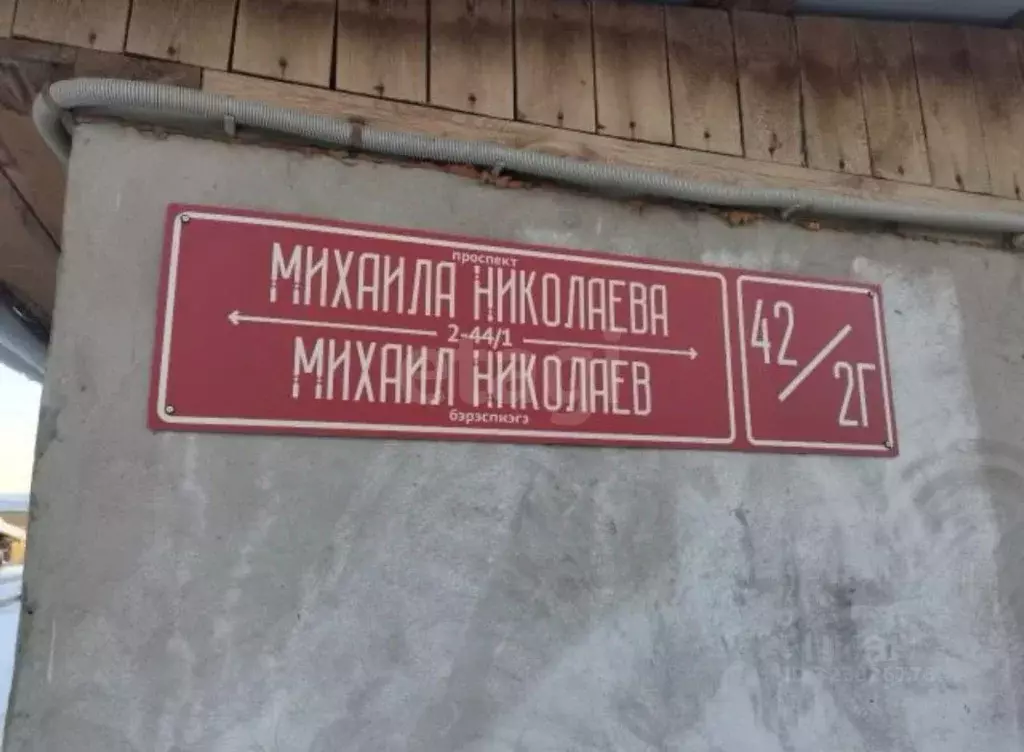 проспект
МИХАИЛА НИКОЛАЕВА
2-44/1
МИХАИЛ НИКОЛАЕВ
бэрэспиэгэ
42/2Г